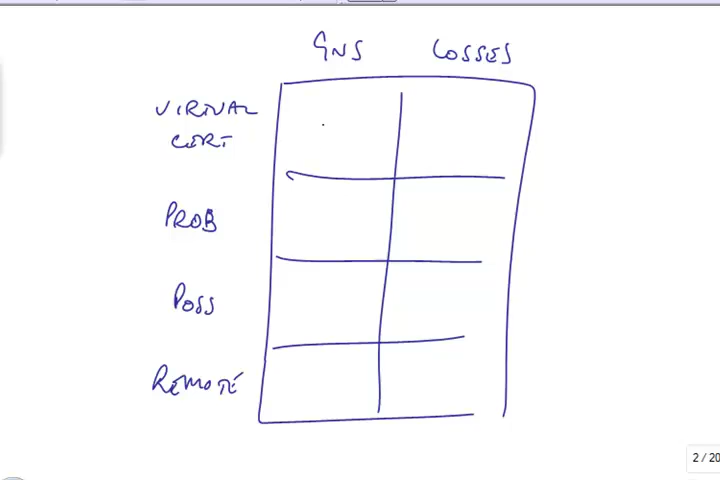 GNS LOSSES
VIRTUAL
CERT
PROB
POSS
REMOTE
2 / 20